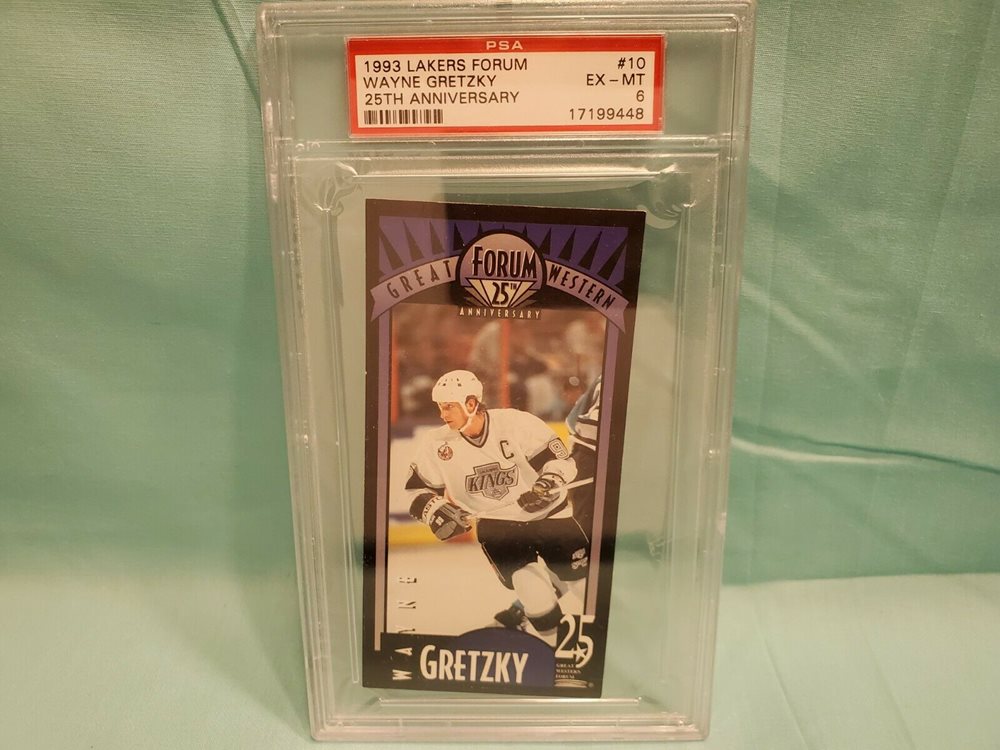 PSA
1993 LAKERS FORUM #10
WAYNE GRETZKY EX - MT
25TH ANNIVERSARY 6
17199448
GREAT FORUM WESTERN
25TH
ANNIVERSARY
C
KINGS
WAYNE
GRETZKY
25
GREAT
WESTERN
FORUM